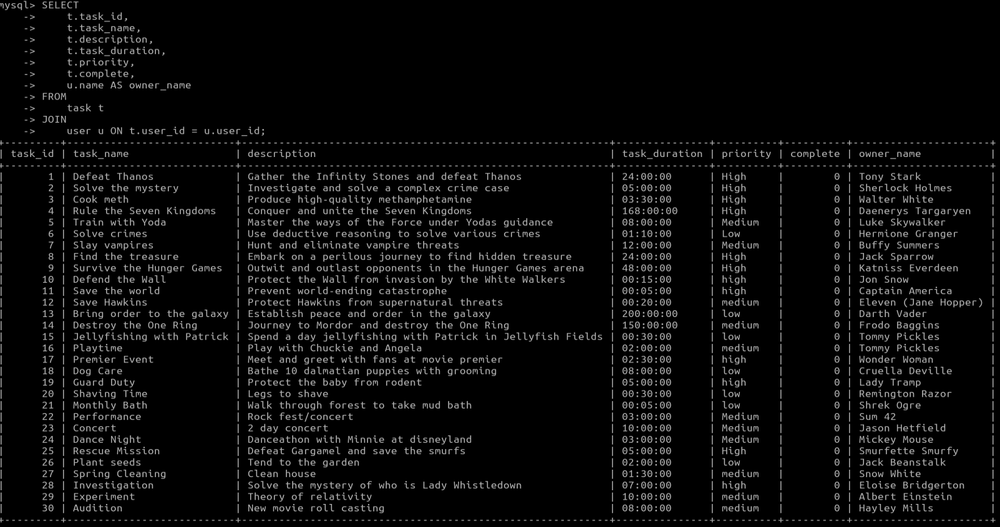 mysql> SELECT
    ->     t.task_id,
    ->     t.task_name,
    ->     t.description,
    ->     t.task_duration,
    ->     t.priority,
    ->     t.complete,
    ->     u.name AS owner_name
    -> FROM
    ->     task t
    -> JOIN
    ->     user u ON t.user_id = u.user_id;
+---------+---------------------------+-----------------------------------------------------------+---------------+----------+----------+----------------------+
| task_id | task_name                 | description                                               | task_duration | priority | complete | owner_name           |
+---------+---------------------------+-----------------------------------------------------------+---------------+----------+----------+----------------------+
|       1 | Defeat Thanos             | Gather the Infinity Stones and defeat Thanos              | 24:00:00      | High     |        0 | Tony Stark           |
|       2 | Solve the mystery         | Investigate and solve a complex crime case                | 05:00:00      | High     |        0 | Sherlock Holmes      |
|       3 | Cook meth                 | Produce high-quality methamphetamine                      | 03:30:00      | High     |        0 | Walter White         |
|       4 | Rule the Seven Kingdoms   | Conquer and unite the Seven Kingdoms                      | 168:00:00     | High     |        0 | Daenerys Targaryen   |
|       5 | Train with Yoda           | Master the ways of the Force under Yodas guidance         | 08:00:00      | Medium   |        0 | Luke Skywalker       |
|       6 | Solve crimes              | Use deductive reasoning to solve various crimes           | 01:10:00      | Low      |        0 | Hermione Granger     |
|       7 | Slay vampires             | Hunt and eliminate vampire threats                        | 12:00:00      | Medium   |        0 | Buffy Summers        |
|       8 | Find the treasure         | Embark on a perilous journey to find hidden treasure      | 24:00:00      | High     |        0 | Jack Sparrow         |
|       9 | Survive the Hunger Games  | Outwit and outlast opponents in the Hunger Games arena    | 48:00:00      | High     |        0 | Katniss Everdeen     |
|      10 | Defend the Wall           | Protect the Wall from invasion by the White Walkers       | 00:15:00      | high     |        0 | Jon Snow             |
|      11 | Save the world            | Prevent world-ending catastrophe                          | 00:05:00      | high     |        0 | Captain America      |
|      12 | Save Hawkins              | Protect Hawkins from supernatural threats                 | 00:20:00      | medium   |        0 | Eleven (Jane Hopper) |
|      13 | Bring order to the galaxy | Establish peace and order in the galaxy                   | 200:00:00     | low      |        0 | Darth Vader          |
|      14 | Destroy the One Ring      | Journey to Mordor and destroy the One Ring                | 150:00:00     | medium   |        0 | Frodo Baggins        |
|      15 | Jellyfishing with Patrick | Spend a day jellyfishing with Patrick in Jellyfish Fields | 00:30:00      | low      |        0 | Tommy Pickles        |
|      16 | Playtime                  | Play with Chuckie and Angela                              | 02:00:00      | medium   |        0 | Tommy Pickles        |
|      17 | Premier Event             | Meet and greet with fans at movie premier                 | 02:30:00      | high     |        0 | Wonder Woman         |
|      18 | Dog Care                  | Bathe 10 dalmatian puppies with grooming                  | 08:00:00      | low      |        0 | Cruella Deville      |
|      19 | Guard Duty                | Protect the baby from rodent                              | 05:00:00      | high     |        0 | Lady Tramp           |
|      20 | Shaving Time              | Legs to shave                                             | 00:30:00      | low      |        0 | Remington Razor      |
|      21 | Monthly Bath              | Walk through forest to take mud bath                      | 00:05:00      | low      |        0 | Shrek Ogre           |
|      22 | Performance               | Rock fest/concert                                         | 03:00:00      | Medium   |        0 | Sum 42               |
|      23 | Concert                   | 2 day concert                                             | 10:00:00      | Medium   |        0 | Jason Hetfield       |
|      24 | Dance Night               | Danceathon with Minnie at disneyland                      | 03:00:00      | Medium   |        0 | Mickey Mouse         |
|      25 | Rescue Mission            | Defeat Gargamel and save the smurfs                       | 05:00:00      | High     |        0 | Smurfette Smurfy     |
|      26 | Plant seeds               | Tend to the garden                                        | 02:00:00      | low      |        0 | Jack Beanstalk       |
|      27 | Spring Cleaning           | Clean house                                               | 01:30:00      | medium   |        0 | Snow White           |
|      28 | Investigation             | Solve the mystery of who is Lady Whistledown              | 07:00:00      | high     |        0 | Eloise Bridgerton    |
|      29 | Experiment                | Theory of relativity                                      | 10:00:00      | medium   |        0 | Albert Einstein      |
|      30 | Audition                  | New movie roll casting                                    | 08:00:00      | medium   |        0 | Hayley Mills         |
+---------+---------------------------+-----------------------------------------------------------+---------------+----------+----------+----------------------+